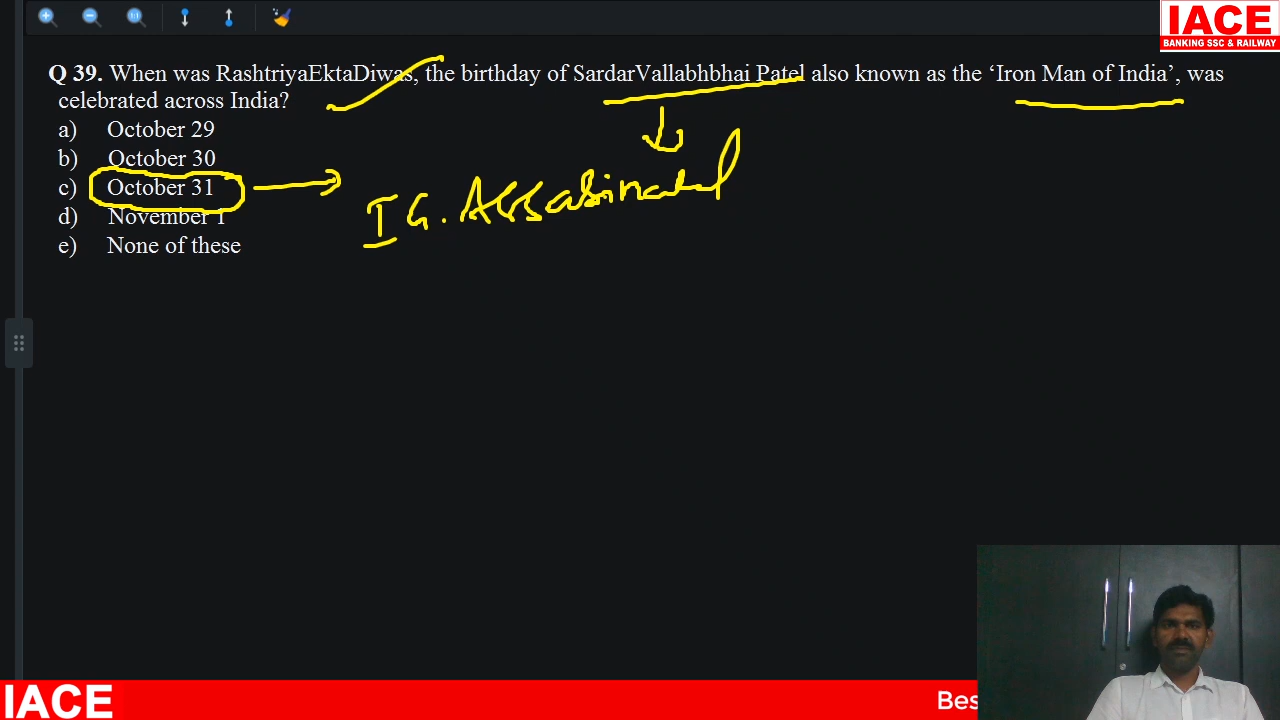 IACE
BANKING SSC & RAILWAY
Q 39. When was RashtriyaEktaDiwas, the birthday of SardarVallabhbhai Patel also known as the ‘Iron Man of India’, was
celebrated across India?
a) October 29
b) October 30
c) October 31
d) November 1
e) None of these
IG.
IACE
Bes